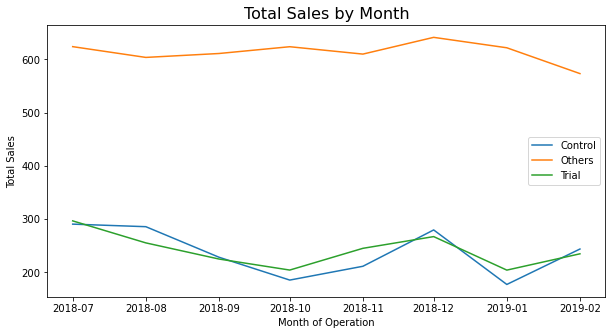 Total Sales by Month
Total Sales
600
500
400
300
200
Control
Others
Trial
2018-07 2018-08 2018-09 2018-10 2018-11 2018-12 2019-01 2019-02
Month of Operation